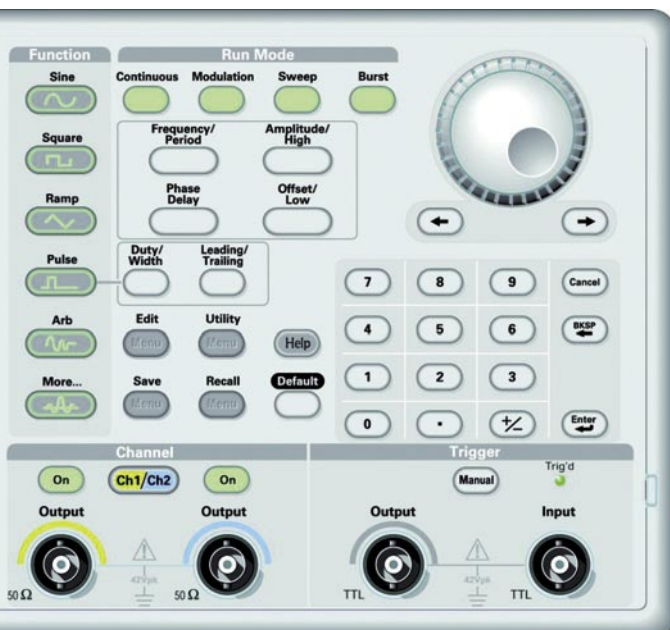 Function
Run Mode
Sine
Continuous Modulation Sweep Burst
Square
Frequency/
Period
Amplitude/
High
Ramp
Phase
Delay
Offset/
Low
Pulse
Duty/
Width
Leading/
Trailing
7 8 9 Cancel
Arb
Edit Utility
Menu Menu Help
4 5 6 BKSP
More...
Save Recall Default
Menu Menu
1 2 3
0 . +/− Enter
Channel
Trigger
On Ch1/Ch2 On
Manual
Trig'd
Output Output
Output Input
42Vpk
42Vpk
50 Ω 50 Ω
TTL TTL